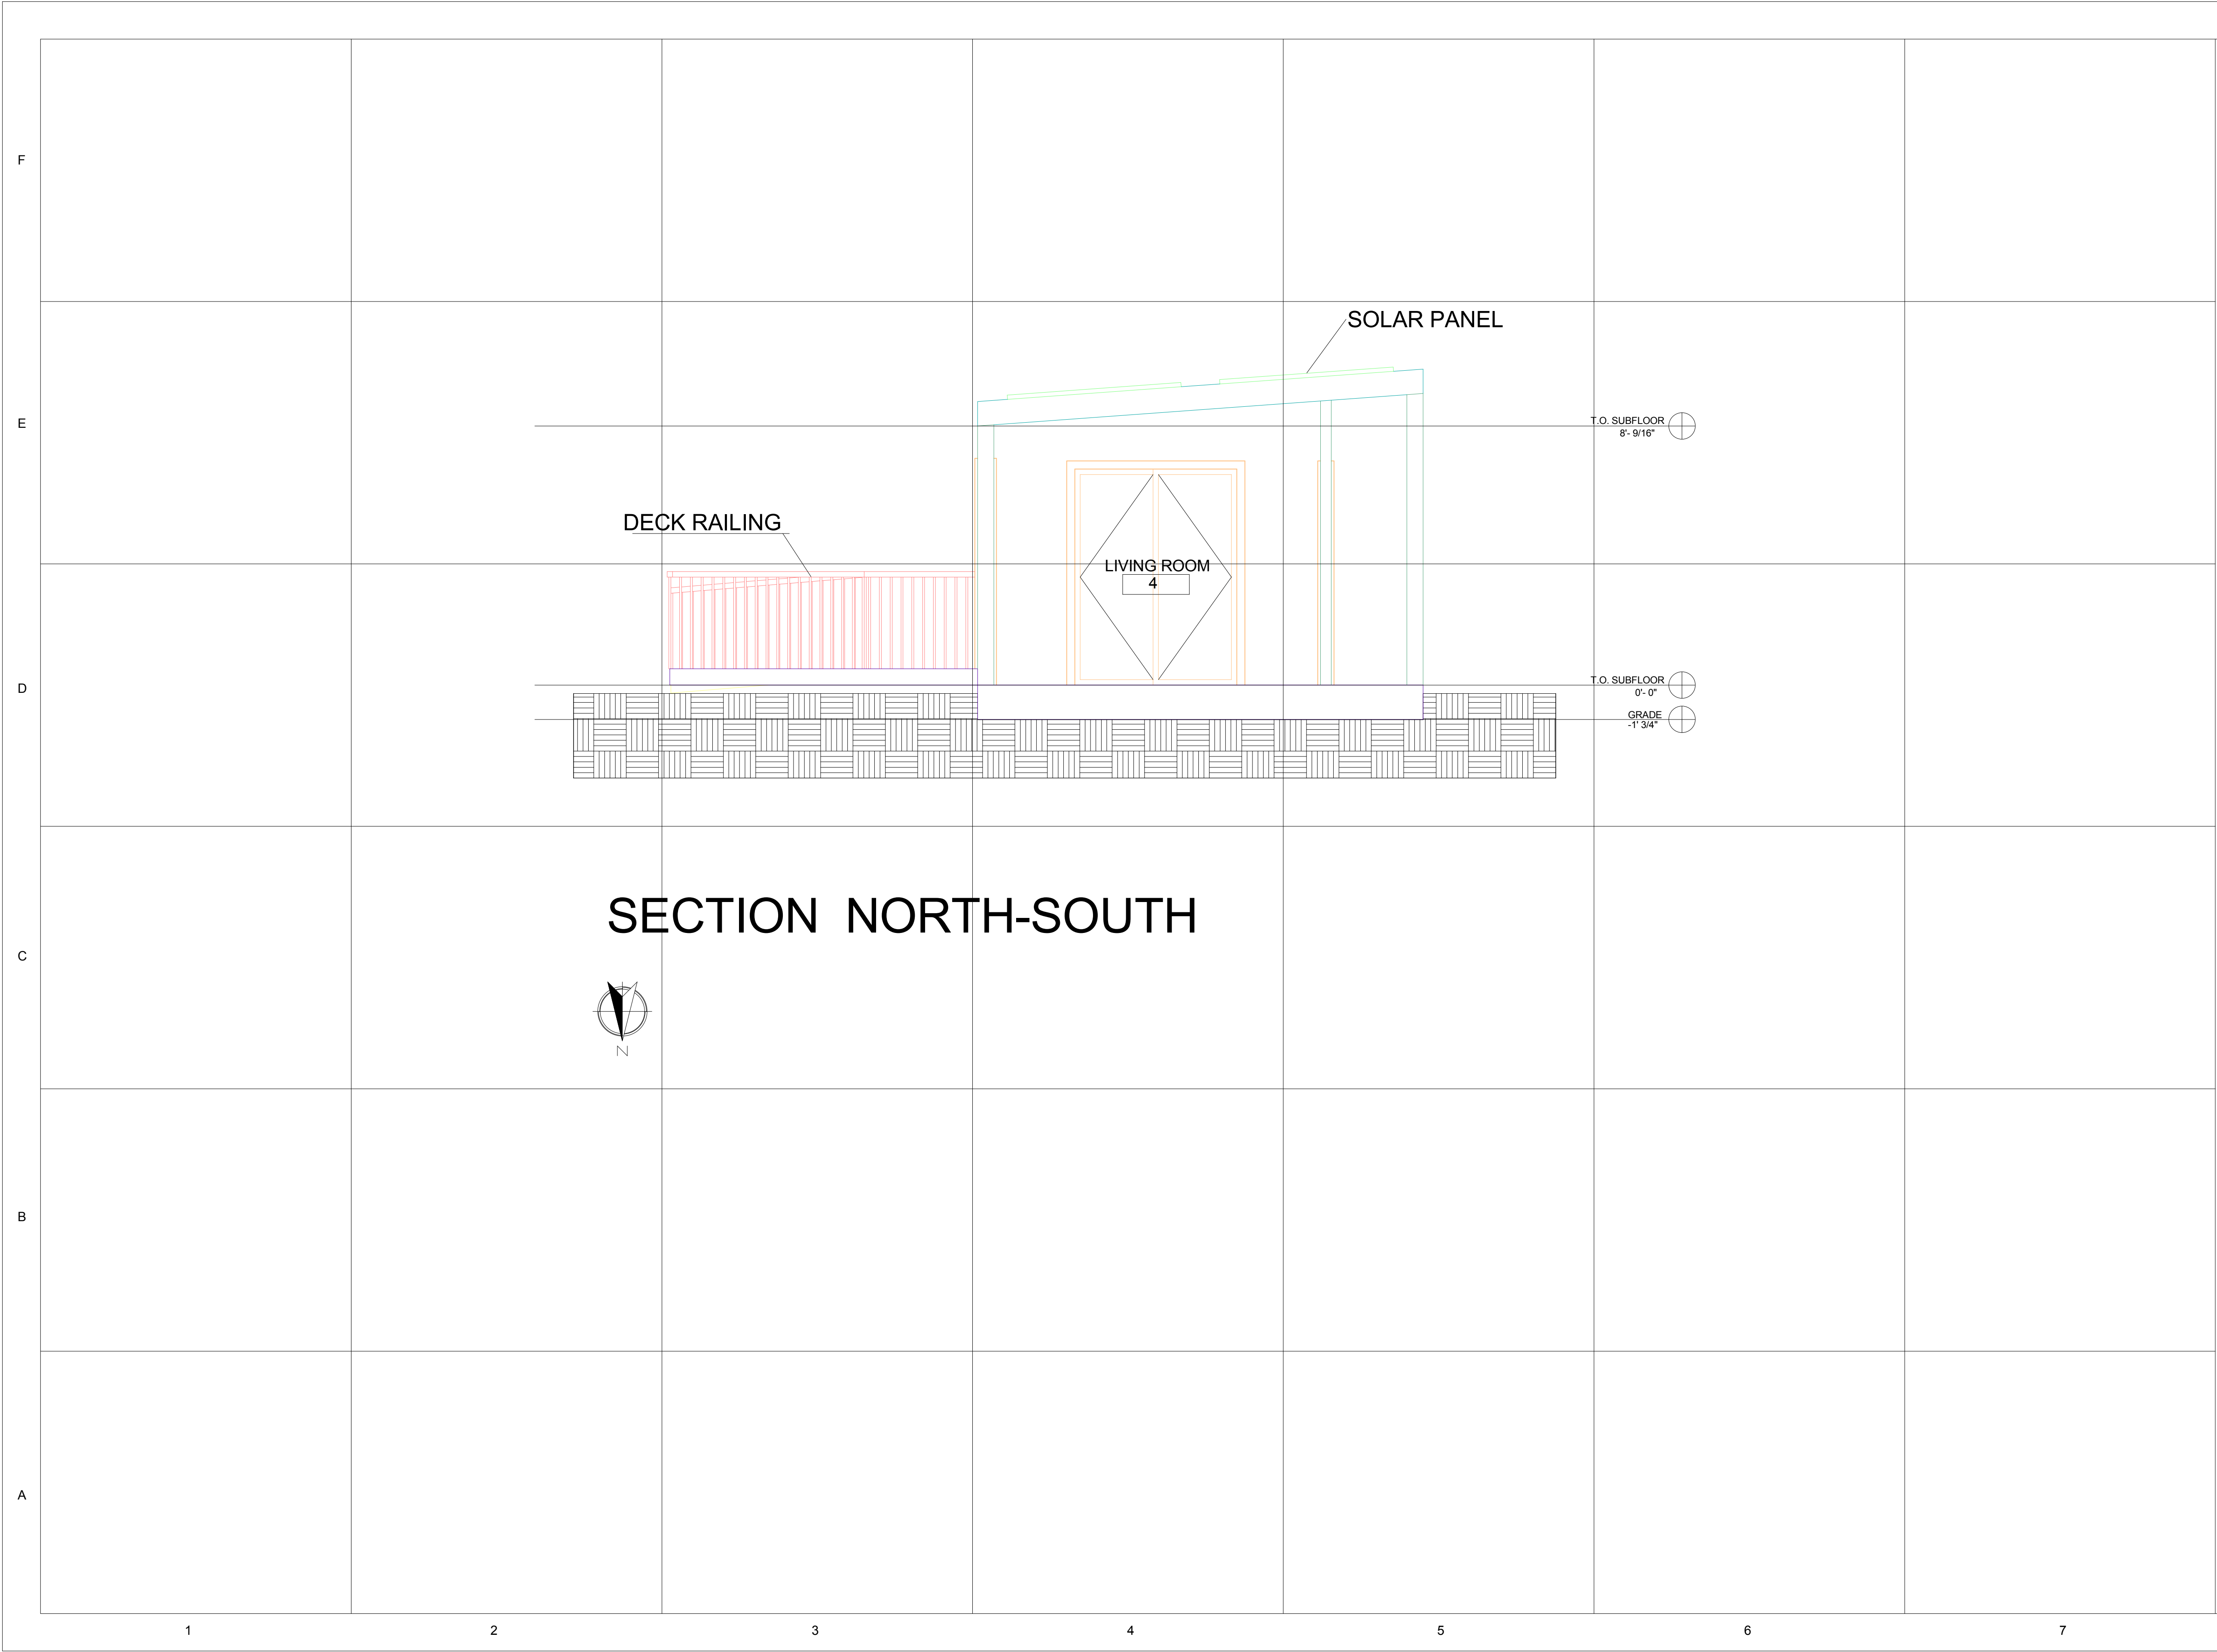 F
SOLAR PANEL
E
T.O. SUBFLOOR
8'- 9/16"
DECK RAILING
LIVING ROOM
4
D
T.O. SUBFLOOR
0'- 0"
GRADE
-1' 3/4"
SECTION NORTH-SOUTH
C
N
B
A
1 2 3 4 5 6 7